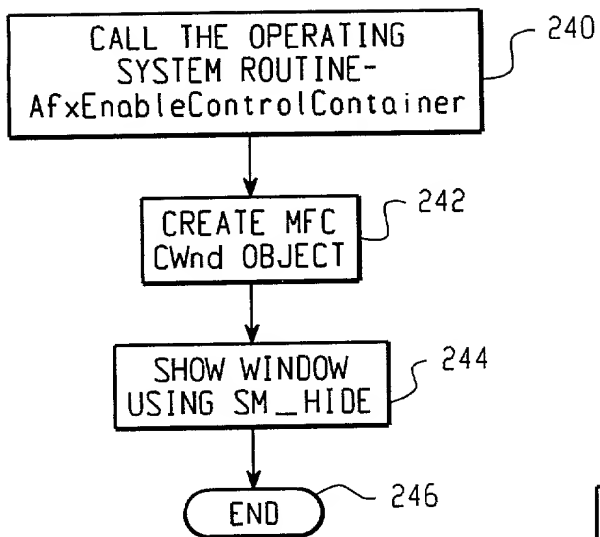 CALL THE OPERATING
SYSTEM ROUTINE-
AfxEnableControlContainer
240
CREATE MFC
CWnd OBJECT
242
SHOW WINDOW
USING SM_HIDE
244
END
246